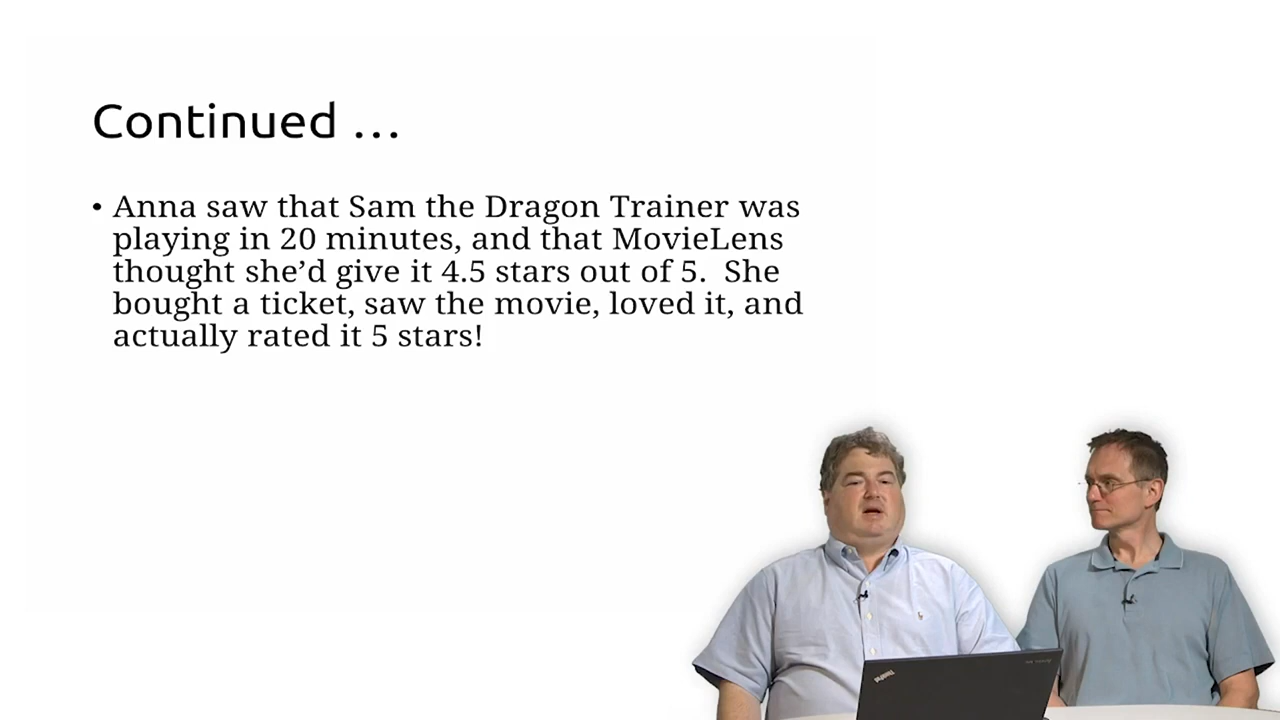 Continued …
• Anna saw that Sam the Dragon Trainer was
playing in 20 minutes, and that MovieLens
thought she’d give it 4.5 stars out of 5.  She
bought a ticket, saw the movie, loved it, and
actually rated it 5 stars!
ThinkPad